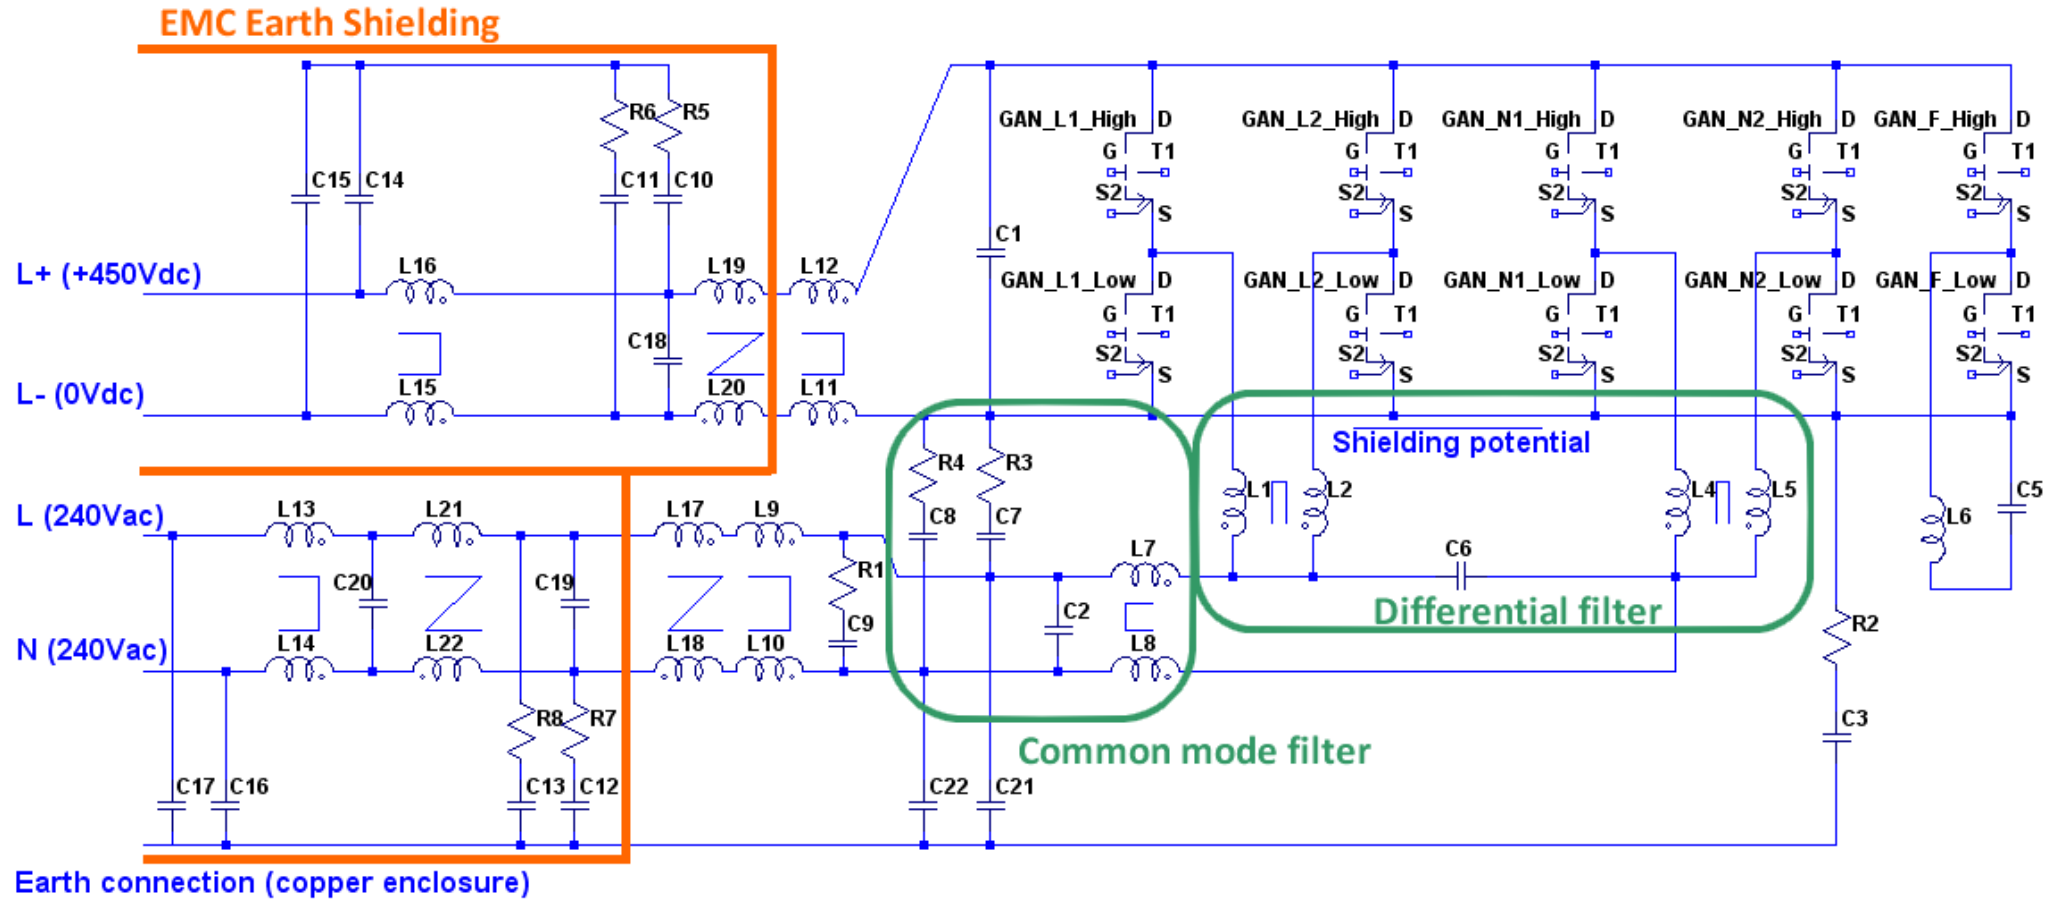 EMC Earth Shielding
R6 R5
GAN_L1_High D GAN_L2_High D GAN_N1_High D GAN_N2_High D GAN_F_High D
G T1 G T1 G T1 G T1 G T1
C15 C14 C11 C10
S2 S S2 S S2 S S2 S S2 S
C1
L+ (+450Vdc) L16 L19 L12
GAN_L1_Low D GAN_L2_Low D GAN_N1_Low D GAN_N2_Low D GAN_F_Low D
G T1 G T1 G T1 G T1 G T1
C18
S2 S S2 S S2 S S2 S S2 S
L- (0Vdc) L15 L20 L11
Shielding potential
R4 R3
L1 L2 L4 L5 C5
L (240Vac) L13 L21 L17 L9 C8 C7 L6
C20 C19 R1 L7 C6
C2 Differential filter
N (240Vac) L14 L22 L18 L10 C9 L8 R2
R8 R7 C3
Common mode filter
C17 C16 C13 C12 C22 C21
Earth connection (copper enclosure)